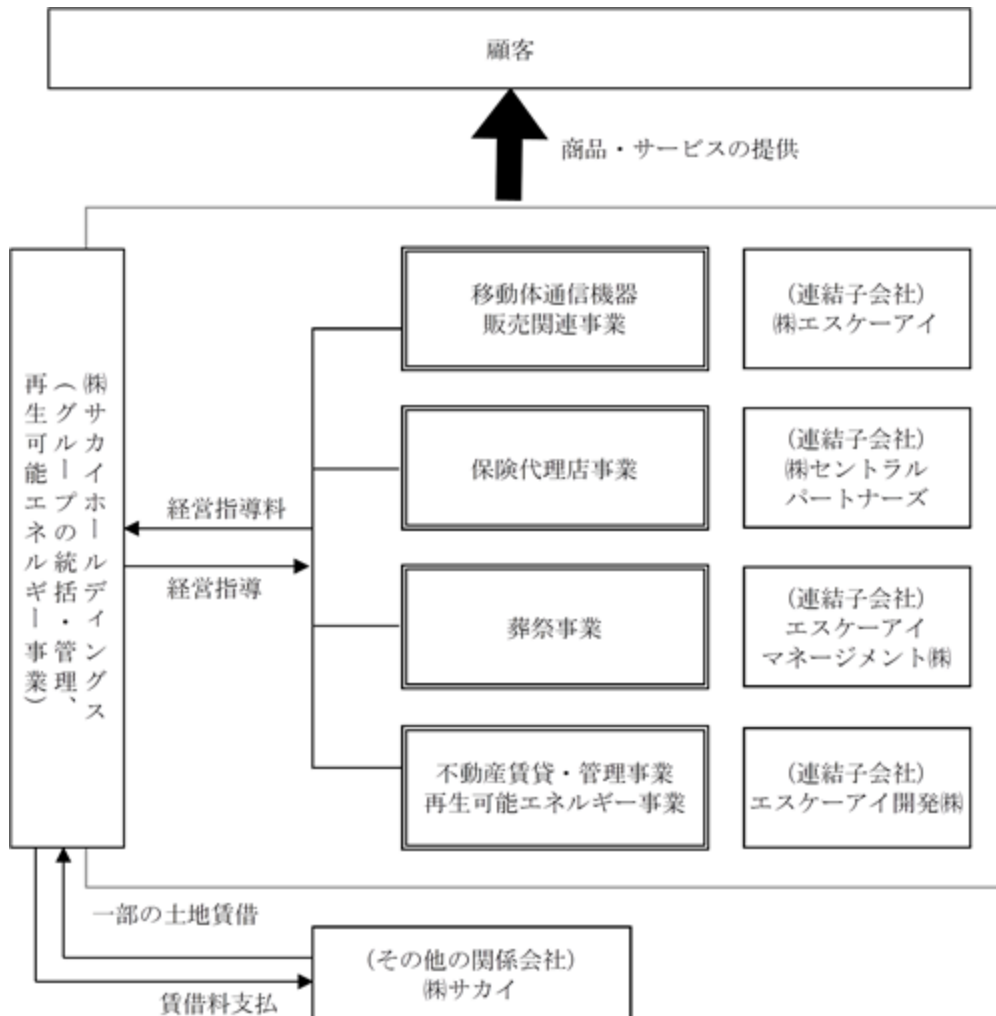 顧客
商品・サービスの提供
㈱サカイホールディングス
(グループの統括・管理、
再生可能エネルギー事業)
移動体通信機器
販売関連事業
(連結子会社)
㈱エスケーアイ
保険代理店事業
(連結子会社)
㈱セントラル
パートナーズ
経営指導料
経営指導
葬祭事業
(連結子会社)
エスケーアイ
マネージメント㈱
不動産賃貸・管理事業
再生可能エネルギー事業
(連結子会社)
エスケーアイ開発㈱
一部の土地賃借
賃借料支払
(その他の関係会社)
㈱サカイ